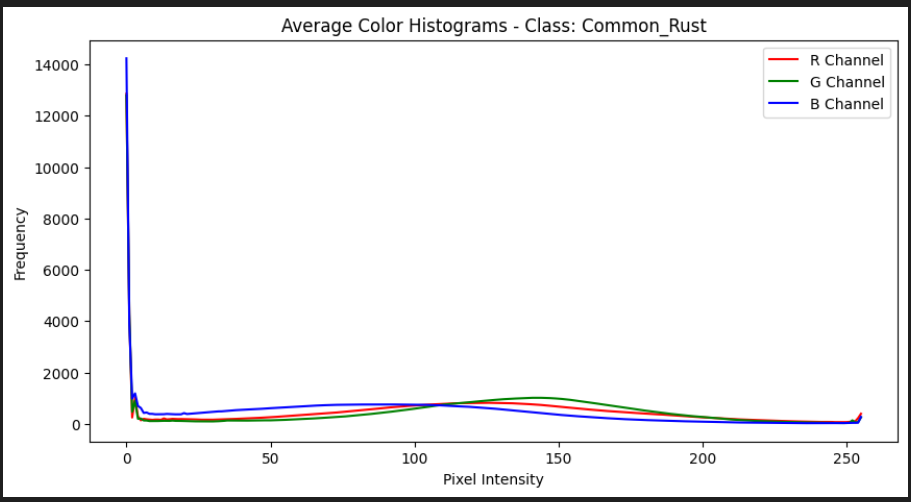 Average Color Histograms - Class: Common_Rust
R Channel
G Channel
B Channel
Frequency
14000
12000
10000
8000
6000
4000
2000
0
0 50 100 150 200 250
Pixel Intensity